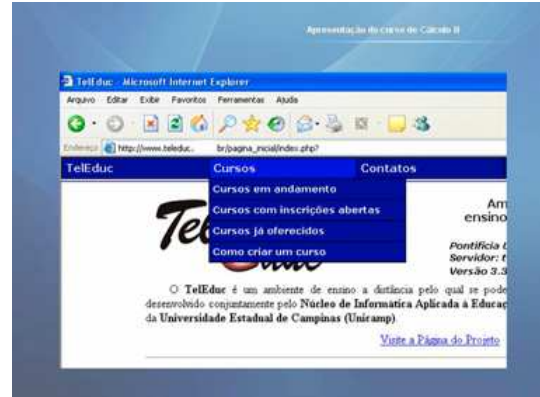 Apresentação do curso de Cálculo II
TelEduc - Microsoft Internet Explorer
Arquivo Editar Exibir Favoritos Ferramentas Ajuda
Endereço http://www.teleduc. br/pagina_inicial/index.php?
TelEduc Cursos Contatos
Cursos em andamento
Cursos com inscrições abertas
Cursos já oferecidos
Como criar um curso
Am
ensino
Pontifícia
Servidor: t
Versão 3.3
O TelEduc é um ambiente de ensino a distância pelo qual se pode
desenvolvido conjuntamente pelo Núcleo de Informática Aplicada à Educaç
da Universidade Estadual de Campinas (Unicamp).
Visite a Página do Projeto